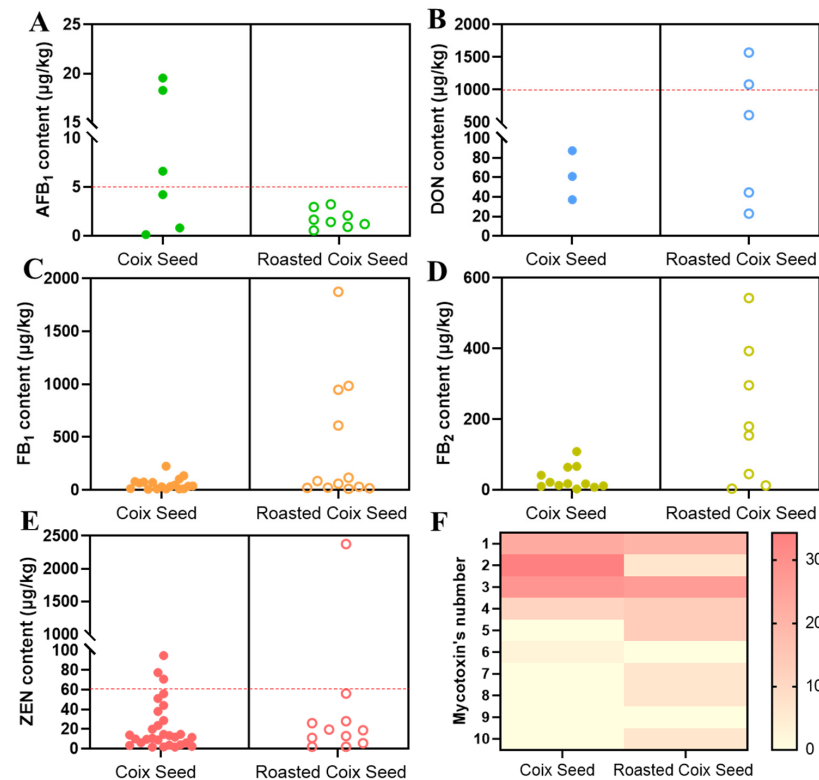 A
AFB1 content (µg/kg)
25
20
15
10
5
0
Coix Seed
Roasted Coix Seed
B
DON content (µg/kg)
2000
1500
1000
500
100
80
60
40
20
0
Coix Seed
Roasted Coix Seed
C
FB1 content (µg/kg)
2000
1500
1000
500
0
Coix Seed
Roasted Coix Seed
D
FB2 content (µg/kg)
600
400
200
0
Coix Seed
Roasted Coix Seed
E
ZEN content (µg/kg)
2500
2000
1500
1000
100
80
60
40
20
0
Coix Seed
Roasted Coix Seed
F
Mycotoxin's nubmber
1
2
3
4
5
6
7
8
9
10
Coix Seed
Roasted Coix Seed
30
20
10
0